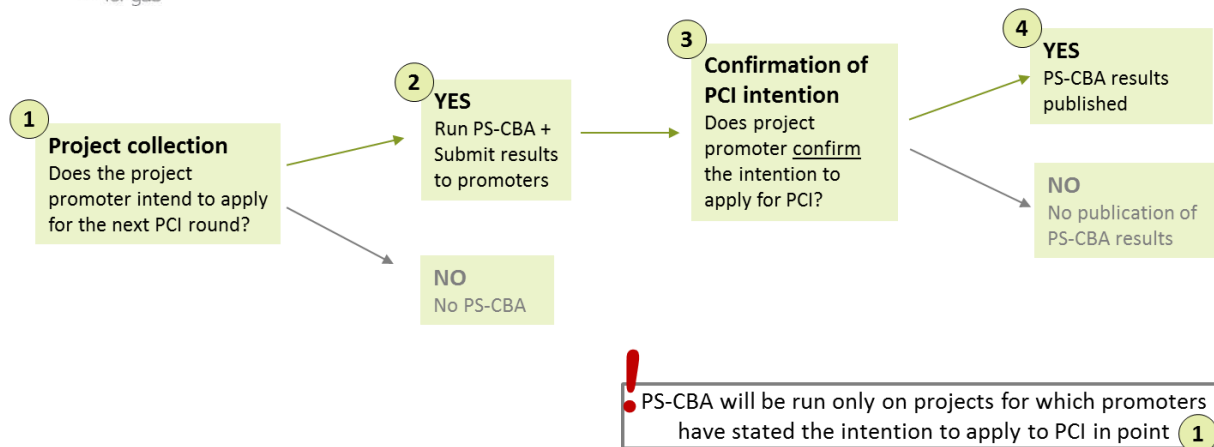 1
Project collection
Does the project
promoter intend to apply
for the next PCI round?
2
YES
Run PS-CBA +
Submit results
to promoters
NO
No PS-CBA
3
Confirmation of
PCI intention
Does project
promoter confirm
the intention to
apply for PCI?
4
YES
PS-CBA results
published
NO
No publication of
PS-CBA results
!
PS-CBA will be run only on projects for which promoters
have stated the intention to apply to PCI in point 1